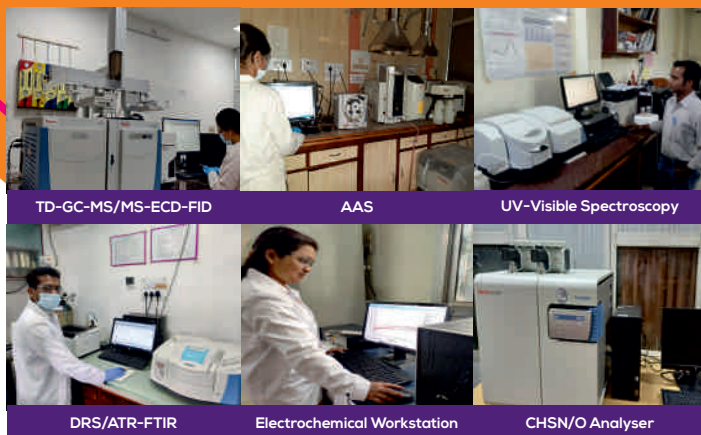 TD-GC-MS/MS-ECD-FID
AAS
UV-Visible Spectroscopy
DRS/ATR-FTIR
Electrochemical Workstation
CHSN/O Analyser